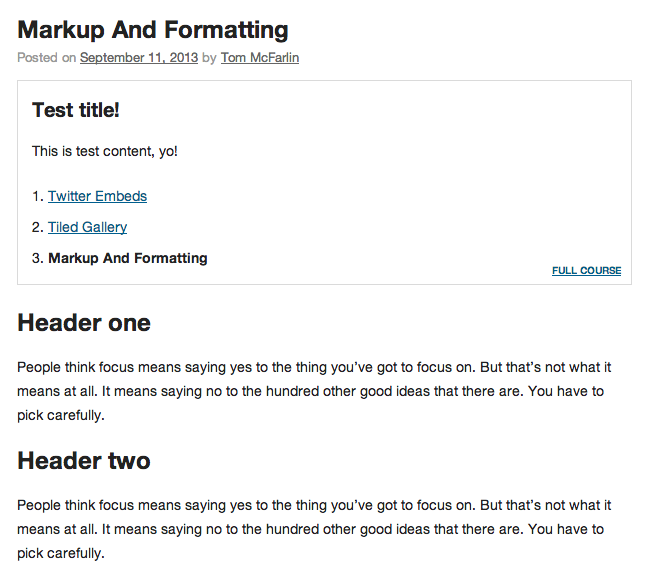 Markup And Formatting
Posted on September 11, 2013 by Tom McFarlin
Test title!
This is test content, yo!
1. Twitter Embeds
2. Tiled Gallery
3. Markup And Formatting
FULL COURSE
Header one
People think focus means saying yes to the thing you’ve got to focus on. But that’s not what it
means at all. It means saying no to the hundred other good ideas that there are. You have to
pick carefully.
Header two
People think focus means saying yes to the thing you’ve got to focus on. But that’s not what it
means at all. It means saying no to the hundred other good ideas that there are. You have to
pick carefully.